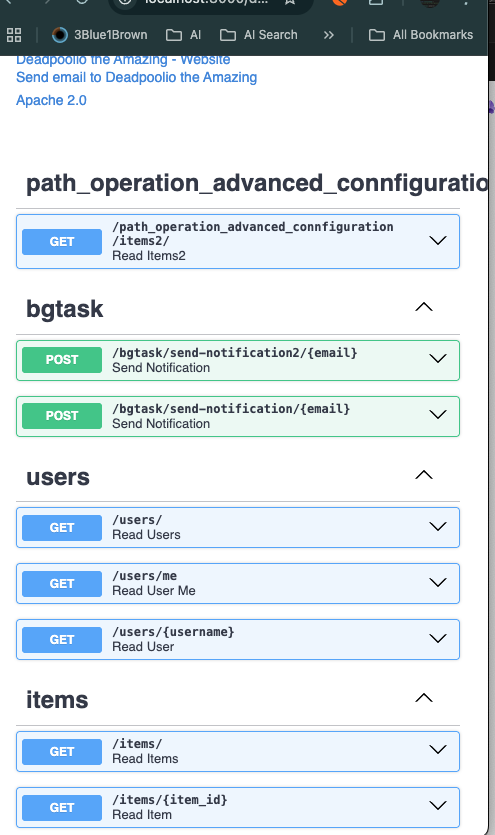 3Blue1Brown
AI
AI Search
»
All Bookmarks
Deadpoolio the Amazing - Website
Send email to Deadpoolio the Amazing
Apache 2.0
path_operation_advanced_connfiguratio
GET
/path_operation_advanced_connfiguration
/items2/
Read Items2
bgtask
POST
/bgtask/send-notification2/{email}
Send Notification
POST
/bgtask/send-notification/{email}
Send Notification
users
GET
/users/
Read Users
GET
/users/me
Read User Me
GET
/users/{username}
Read User
items
GET
/items/
Read Items
GET
/items/{item_id}
Read Item